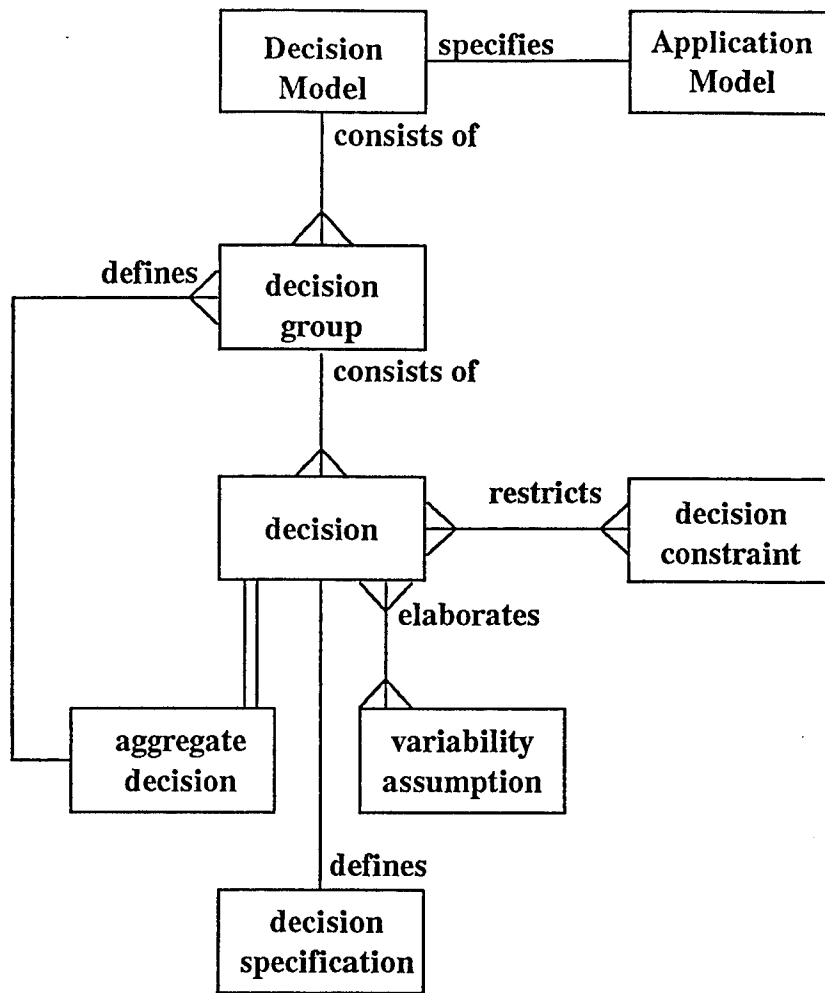 Decision
Model
specifies
Application
Model
consists of
defines
decision
group
consists of
decision
restricts
decision
constraint
elaborates
aggregate
decision
variability
assumption
defines
decision
specification